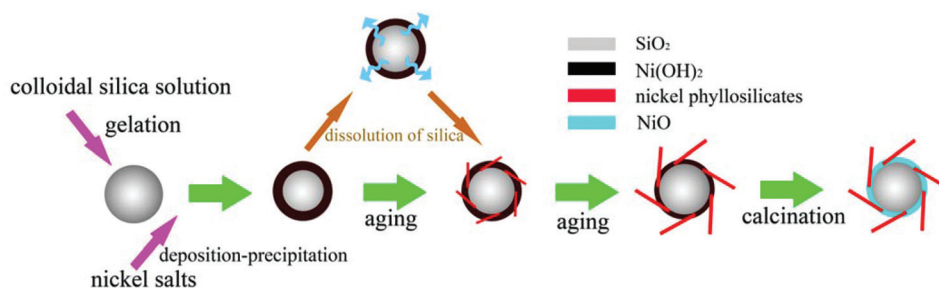 colloidal silica solution
gelation
nickel salts
deposition-precipitation
dissolution of silica
aging
aging
calcination
SiO₂
Ni(OH)₂
nickel phyllosilicates
NiO